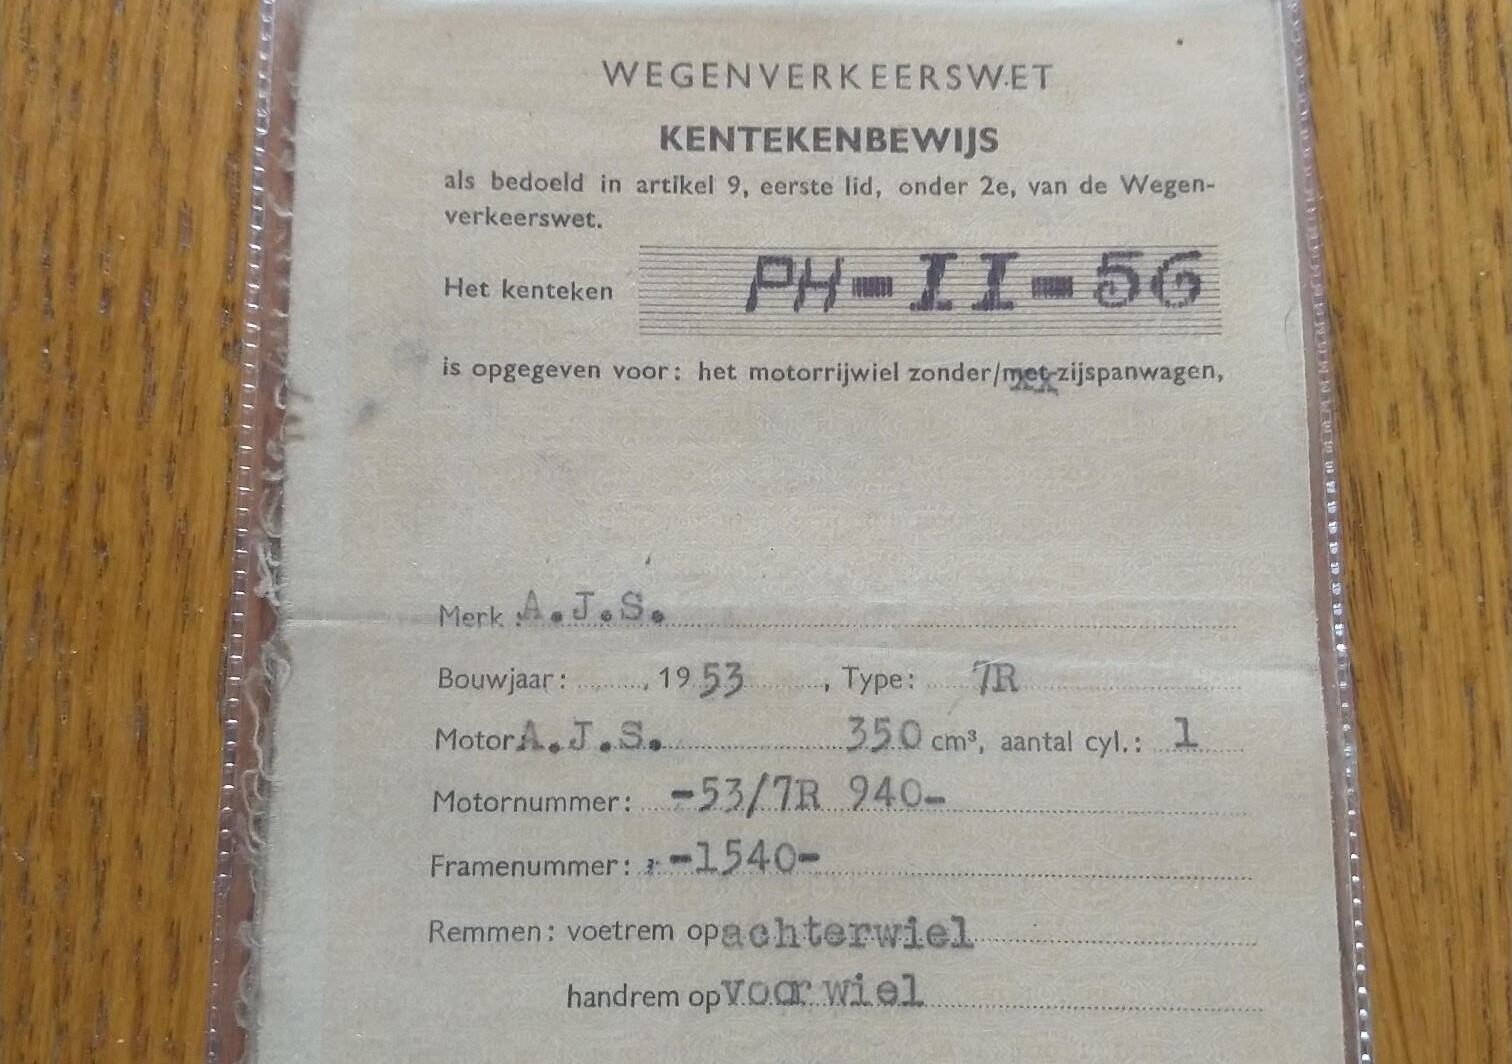 WEGENVERKEERSWET
KENTEKENBEWIJS
als bedoeld in artikel 9, eerste lid, onder 2e, van de Wegen-
verkeerswet.
Het kenteken PH-II-56
is opgegeven voor: het motorrijwiel zonder/met zijspanwagen,
Merk: A.J.S.
Bouwjaar: 1953, Type: 7R
Motor A.J.S. 350 cm³, aantal cyl.: 1
Motornummer: -53/7R 940-
Framenummer: -1540-
Remmen: voetrem op achterwiel
handrem op voorwiel